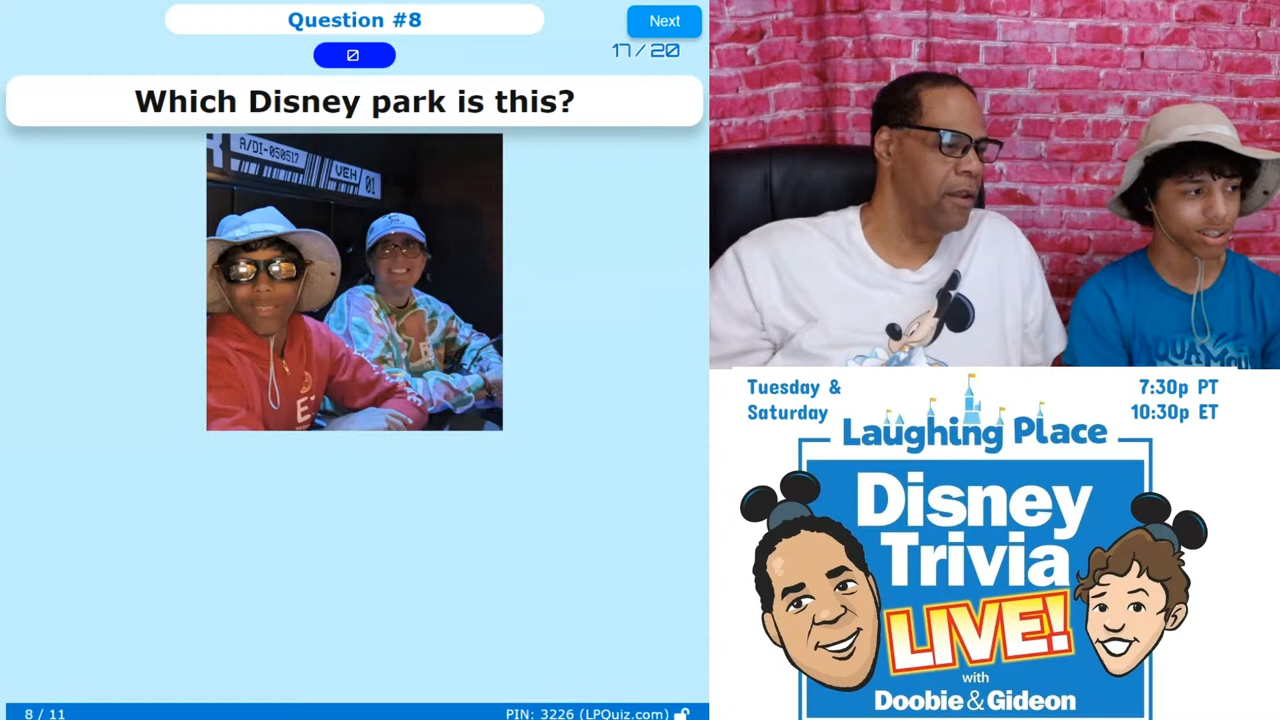 Question #8
Next
17/20
Which Disney park is this?
R.
A/DI-050517
VEH
01
E
AQUAMOU
Tuesday &
Saturday
7:30p PT
10:30p ET
Laughing Place
Disney
Trivia
LIVE!
with
Doobie & Gideon
8 / 11
PIN: 3226 (LPQuiz.com)